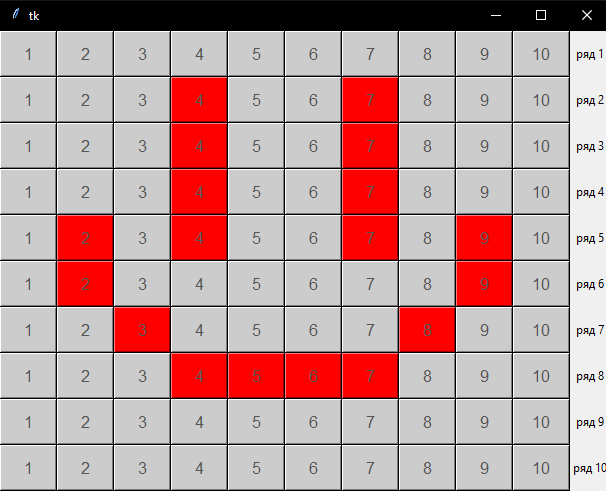 tk
1 2 3 4 5 6 7 8 9 10 ряд 1
1 2 3 4 5 6 7 8 9 10 ряд 2
1 2 3 4 5 6 7 8 9 10 ряд 3
1 2 3 4 5 6 7 8 9 10 ряд 4
1 2 3 4 5 6 7 8 9 10 ряд 5
1 2 3 4 5 6 7 8 9 10 ряд 6
1 2 3 4 5 6 7 8 9 10 ряд 7
1 2 3 4 5 6 7 8 9 10 ряд 8
1 2 3 4 5 6 7 8 9 10 ряд 9
1 2 3 4 5 6 7 8 9 10 ряд 10